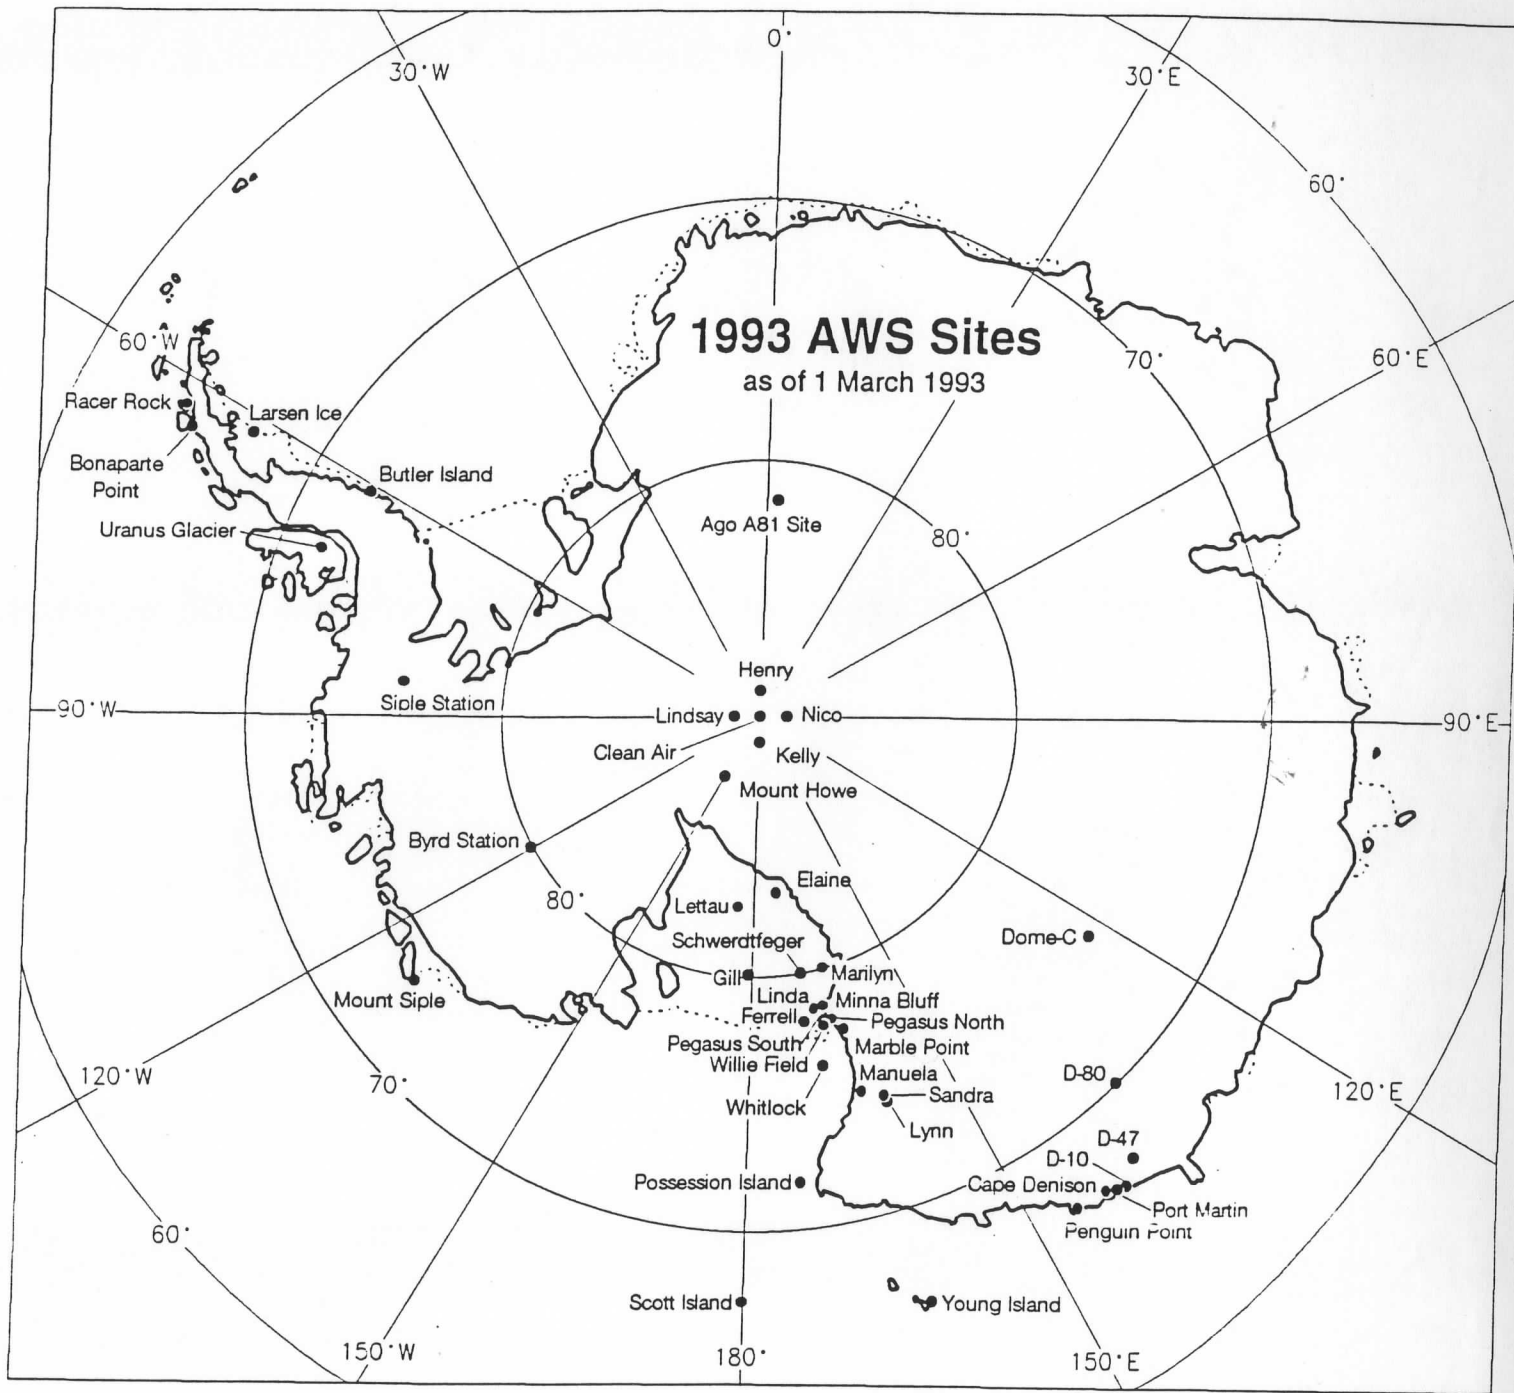 0°
30°W
30°E
60°
1993 AWS Sites
as of 1 March 1993
60°W
70°
60°E
Racer Rock
Larsen Ice
Bonaparte
Point
Butler Island
Uranus Glacier
Ago A81 Site
80°
Henry
Siple Station
90°W
Lindsay
Nico
90°E
Clean Air
Kelly
Mount Howe
Byrd Station
Elaine
80°
Lettau
Schwerdtfeger
Dome-C
Gill
Marilyn
Mount Siple
Linda
Minna Bluff
Ferrell
Pegasus North
Pegasus South
Marble Point
Willie Field
Manuela
120°W
70°
D-80
120°E
Sandra
Whitlock
Lynn
D-47
D-10
Possession Island
Cape Denison
Port Martin
Penguin Point
60°
Scott Island
Young Island
150°W
180°
150°E